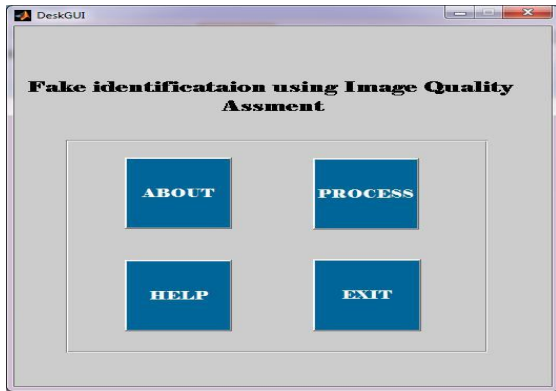 DeskGUI
Fake identificataion using Image Quality
Assment
ABOUT
PROCESS
HELP
EXIT